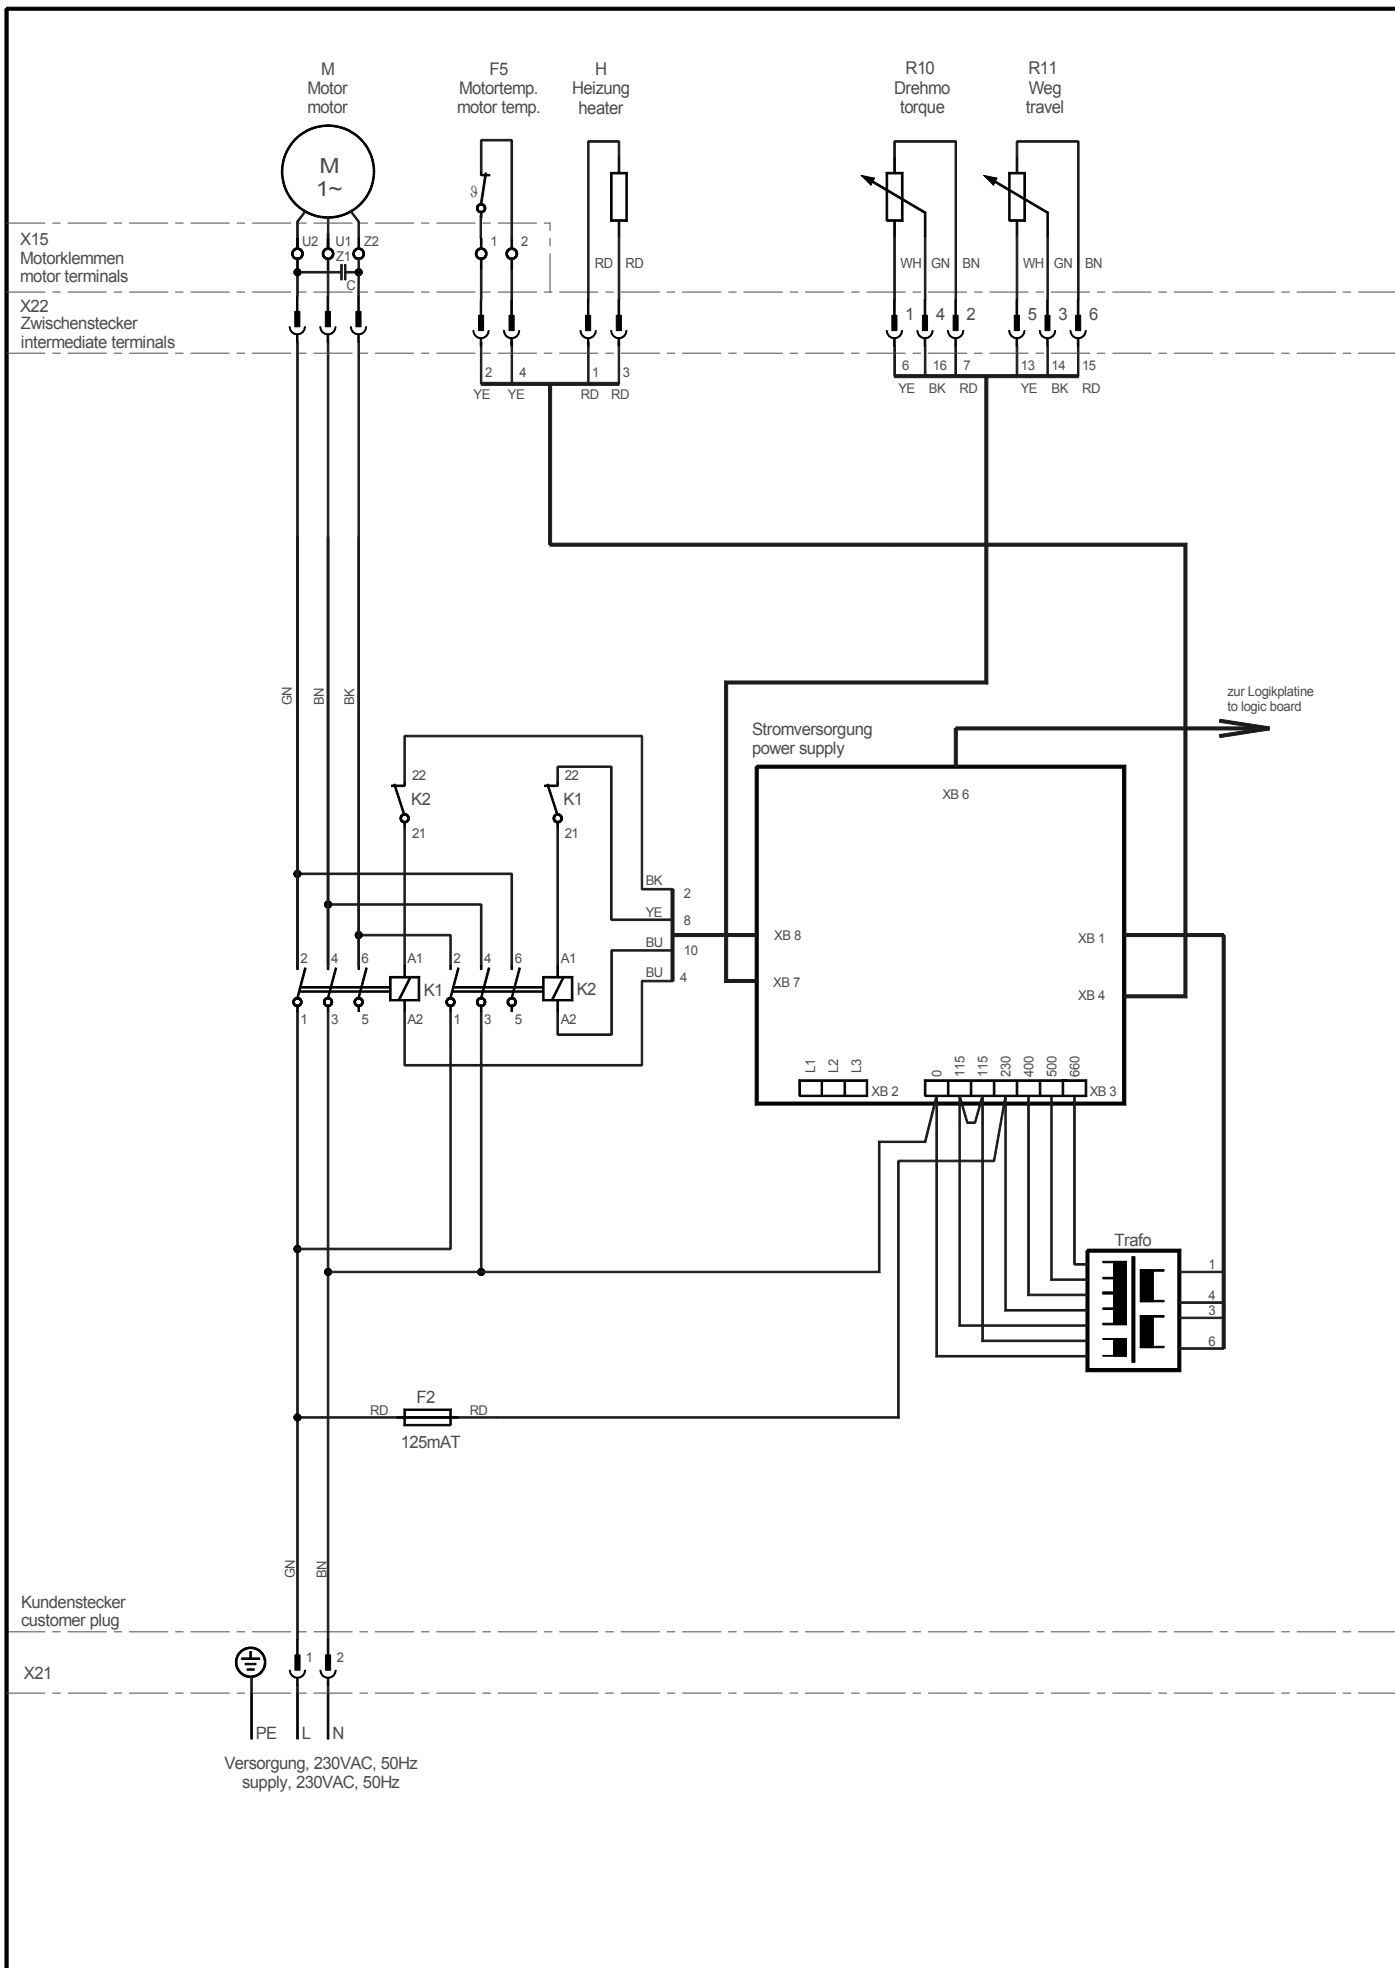 M
Motor
motor
F5
Motortemp.
motor temp.
H
Heizung
heater
R10
Drehmo
torque
R11
Weg
travel
M
1~
ϑ
X15
Motorklemmen
motor terminals
U2 U1 Z2
Z1
C
1 2
RD RD
WH GN BN
WH GN BN
X22
Zwischenstecker
intermediate terminals
1 4 2
5 3 6
2 4 1 3
YE YE RD RD
6 16 7 13 14 15
YE BK RD YE BK RD
GN BN BK
zur Logikplatine
to logic board
Stromversorgung
power supply
22
K2
21
22
K1
21
XB 6
BK 2
YE 8
BU 10
BU 4
XB 8
XB 7
XB 1
XB 4
2 4 6 A1
K1
1 3 5 A2
2 4 6 A1
K2
1 3 5 A2
L1 L2 L3
XB 2
0 115 115 230 400 500 660
XB 3
Trafo
1
4
3
6
F2
RD RD
125mAT
GN BN
Kundenstecker
customer plug
X21
1 2
PE L N
Versorgung, 230VAC, 50Hz
supply, 230VAC, 50Hz